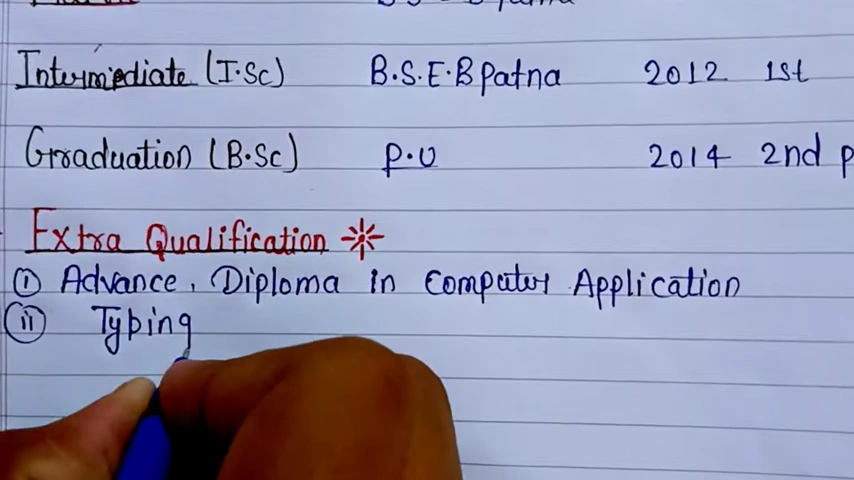 Intermediate (I.Sc) B.S.E.B Patna 2012 1st
Graduation (B.Sc) P.U 2014 2nd
Extra Qualification
(i) Advance, Diploma in Computer Application
(ii) Typing